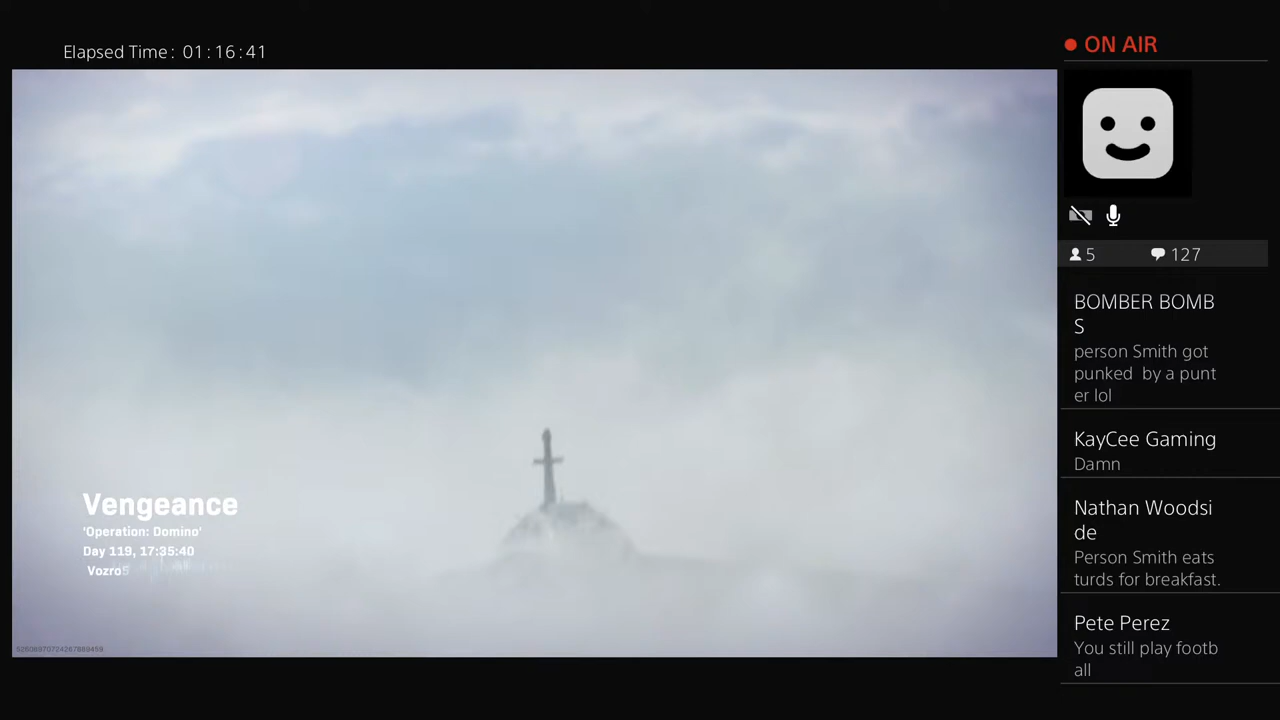 Elapsed Time: 01:16:41
ON AIR
5
127
BOMBER BOMB
S
person Smith got
punked by a punt
er lol
KayCee Gaming
Damn
Nathan Woodsi
de
Person Smith eats
turds for breakfast.
Pete Perez
You still play footb
all
Vengeance
'Operation: Domino'
Day 119, 17:35:40